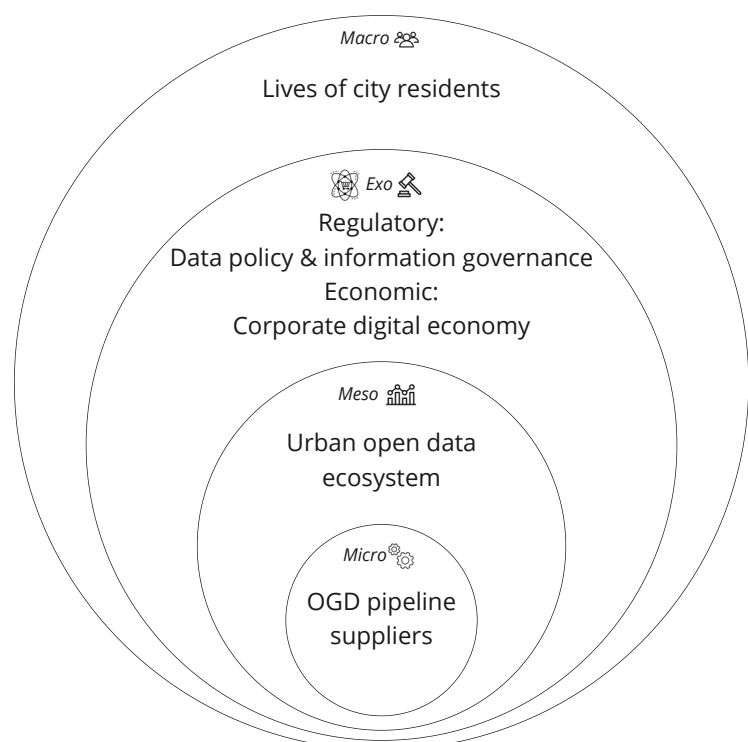 Macro
Lives of city residents
Exo
Regulatory:
Data policy & information governance
Economic:
Corporate digital economy
Meso
Urban open data
ecosystem
Micro
OGD pipeline
suppliers